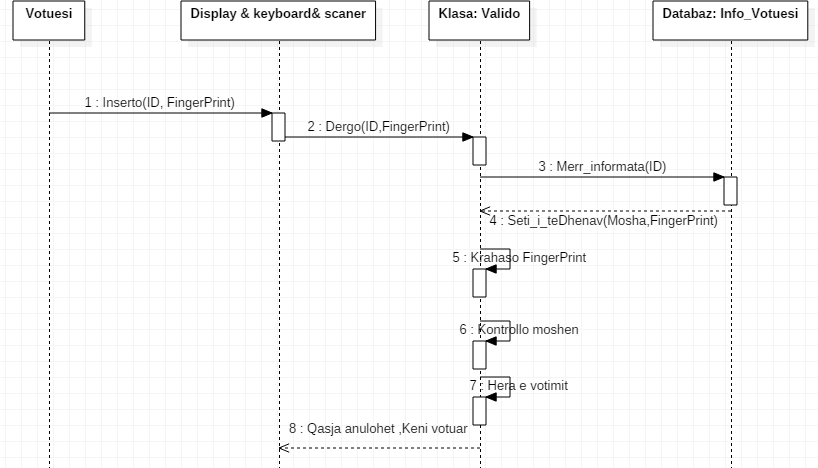 Votuesi
Display & keyboard& scaner
Klasa: Valido
Databaz: Info_Votuesi
1 : Inserto(ID, FingerPrint)
2 : Dergo(ID,FingerPrint)
3 : Merr_informata(ID)
4 : Seti_i_teDhenav(Mosha,FingerPrint)
5 : Krahaso FingerPrint
6 : Kontrollo moshen
7 : Hera e votimit
8 : Qasja anulohet ,Keni votuar